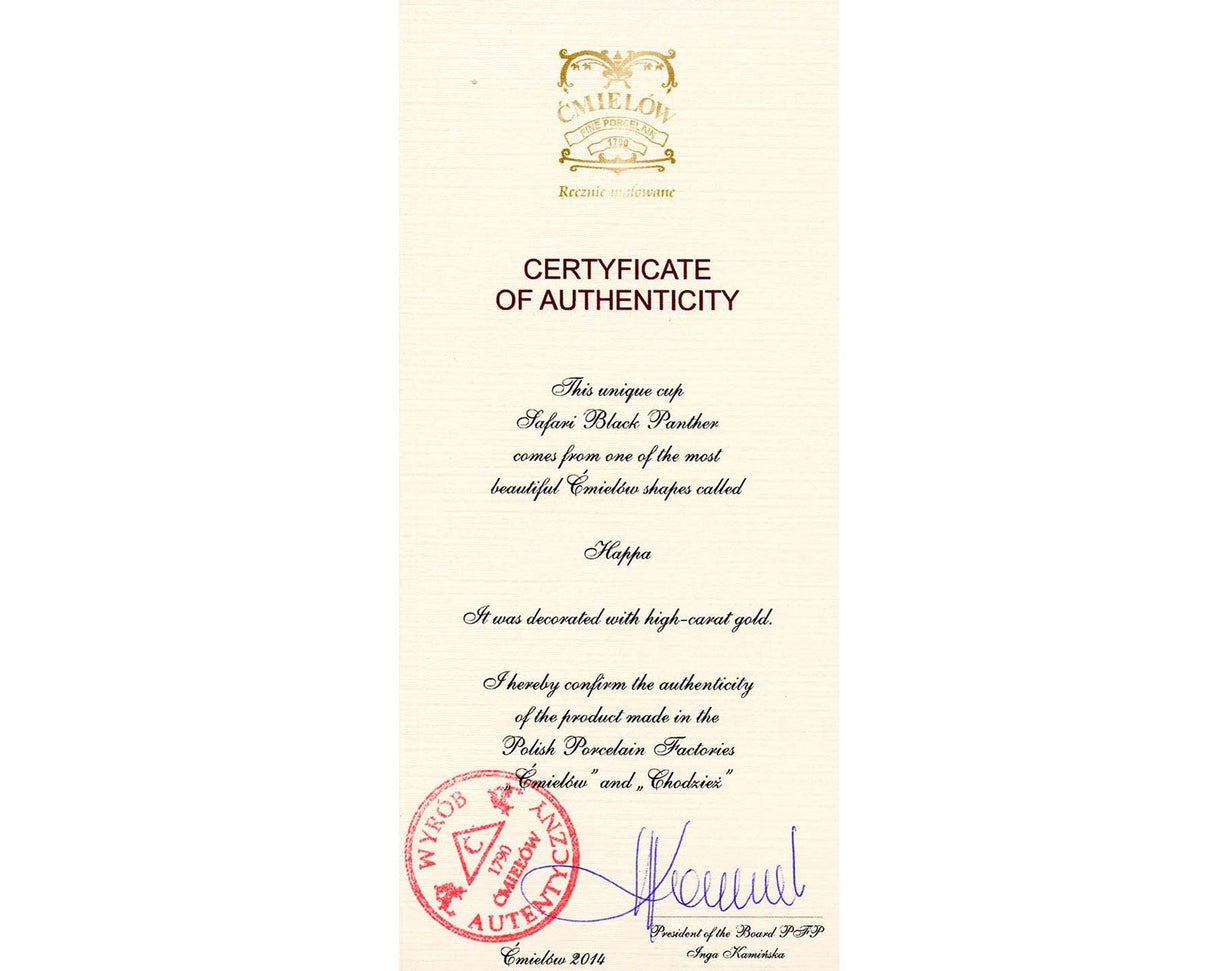 ĆMIELÓW
FINE PORCELAIN
1790
Ręcznie malowane
CERTYFICATE
OF AUTHENTICITY
This unique cup
Safari Black Panther
comes from one of the most
beautiful Ćmielów shapes called
Happa
It was decorated with high-carat gold.
I hereby confirm the authenticity
of the product made in the
Polish Porcelain Factories
„Ćmielów” and „Chodzież”
WYRÓB
AUTENTYCZNY
Ć
1790
ĆMIELÓW
President of the Board PFP
Inga Kamińska
Ćmielów 2014